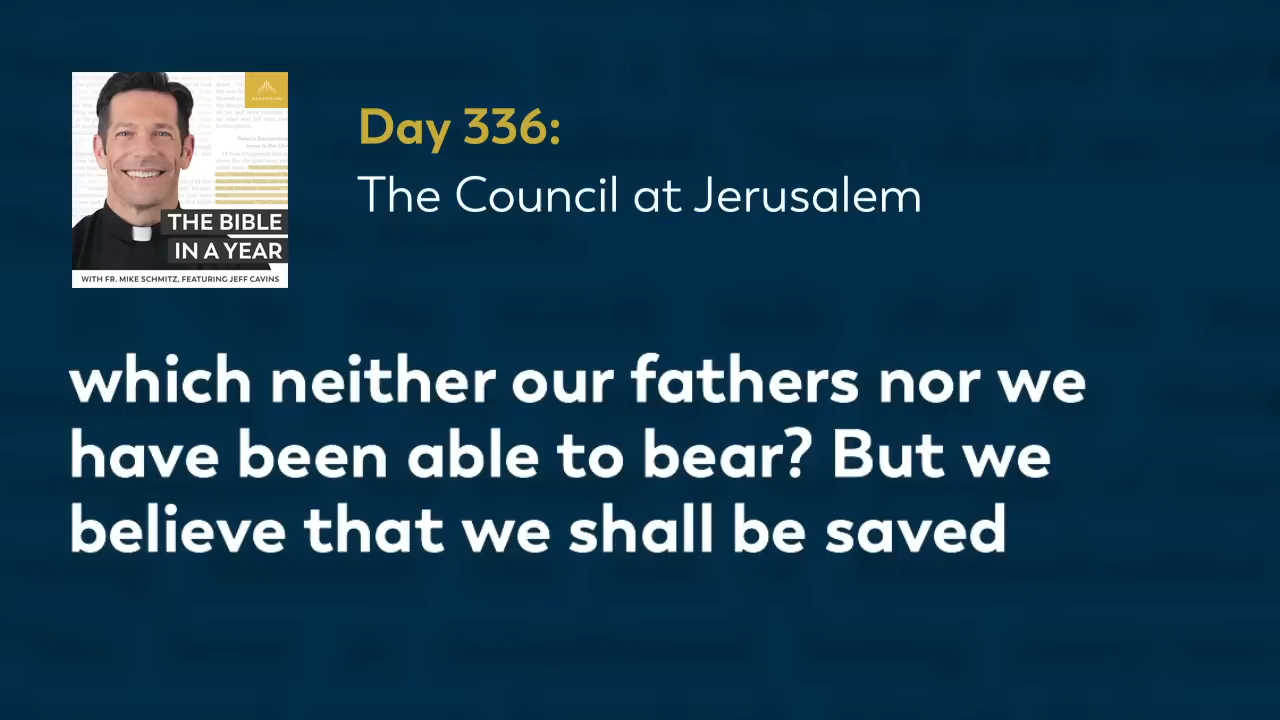 Day 336:
The Council at Jerusalem
THE BIBLE
IN A YEAR
WITH FR. MIKE SCHMITZ, FEATURING JEFF CAVINS
which neither our fathers nor we
have been able to bear? But we
believe that we shall be saved